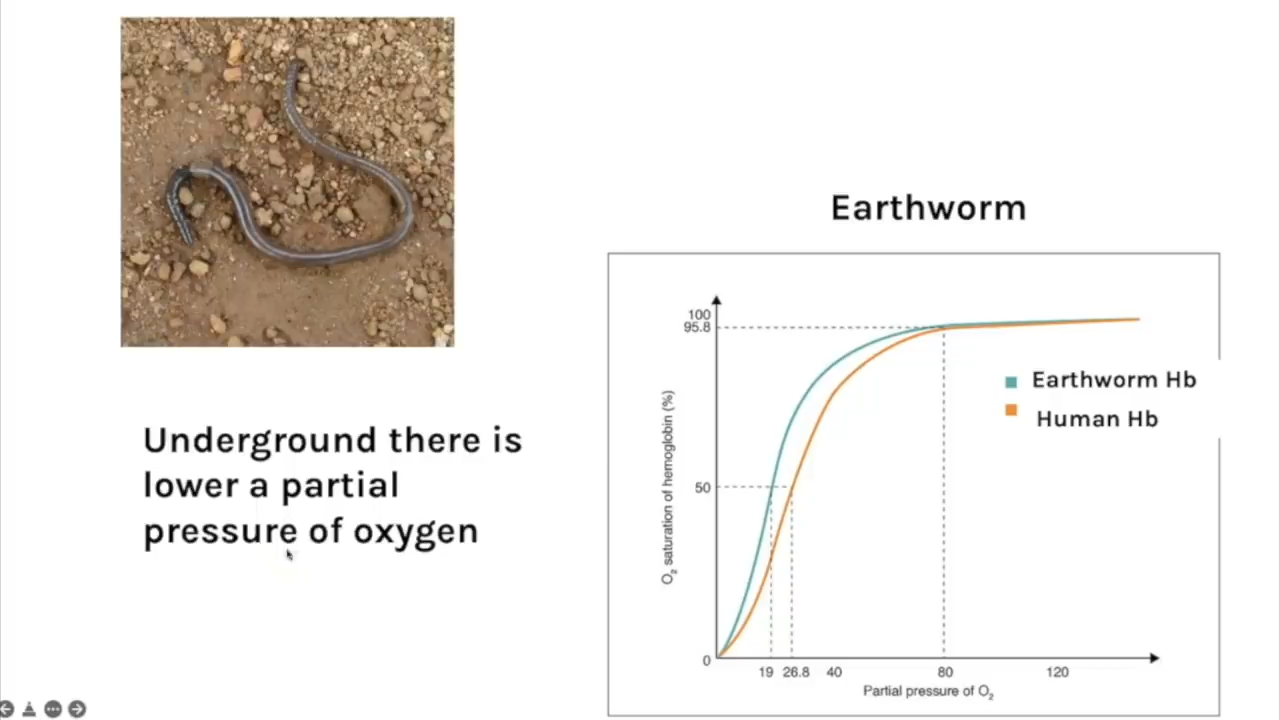 Earthworm
Underground there is
lower a partial
pressure of oxygen
100
95.8
50
0
O₂ saturation of hemoglobin (%)
Earthworm Hb
Human Hb
19 26.8 40 80 120
Partial pressure of O₂